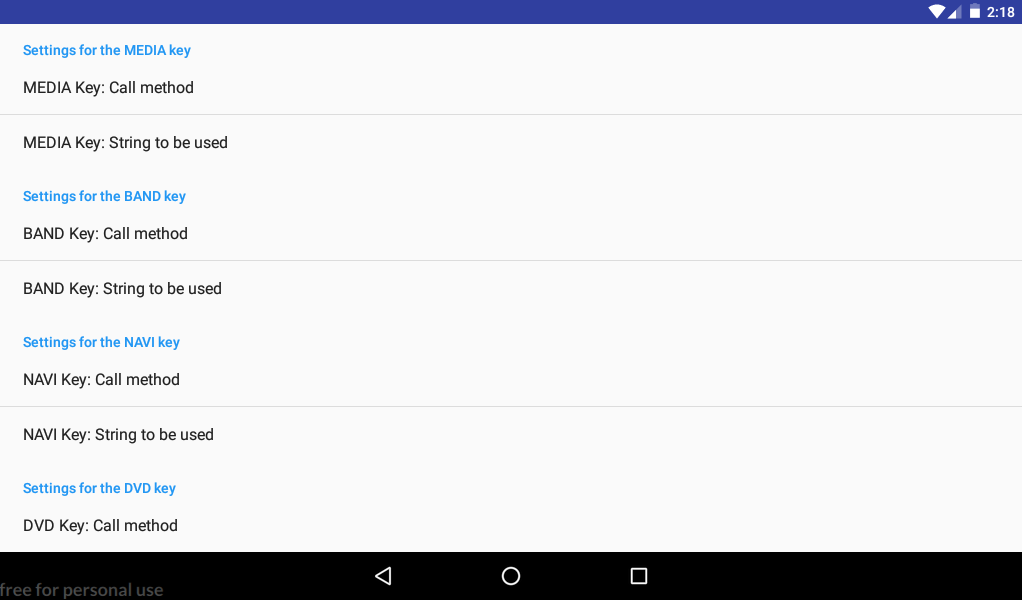 2:18
Settings for the MEDIA key
MEDIA Key: Call method
MEDIA Key: String to be used
Settings for the BAND key
BAND Key: Call method
BAND Key: String to be used
Settings for the NAVI key
NAVI Key: Call method
NAVI Key: String to be used
Settings for the DVD key
DVD Key: Call method
free for personal use